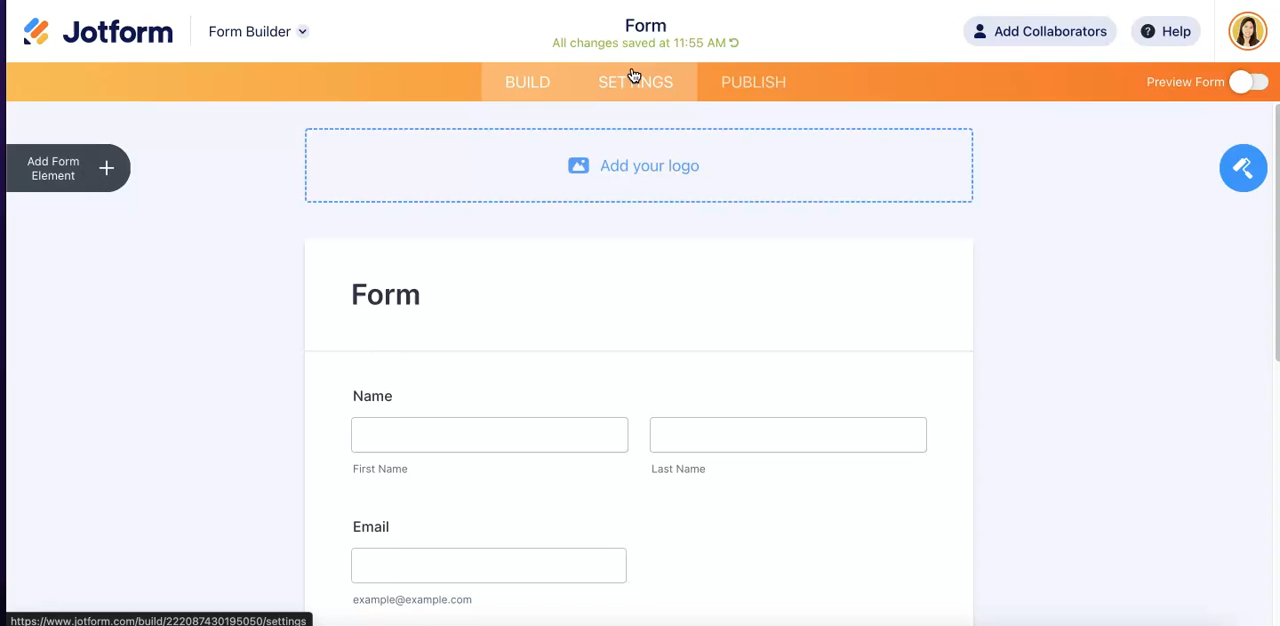 Jotform
Form Builder
Form
All changes saved at 11:55 AM
Add Collaborators
Help
BUILD
SETTINGS
PUBLISH
Preview Form
Add Form
Element
Add your logo
Form
Name
First Name
Last Name
Email
example@example.com
https://www.jotform.com/build/222087430195050/settings